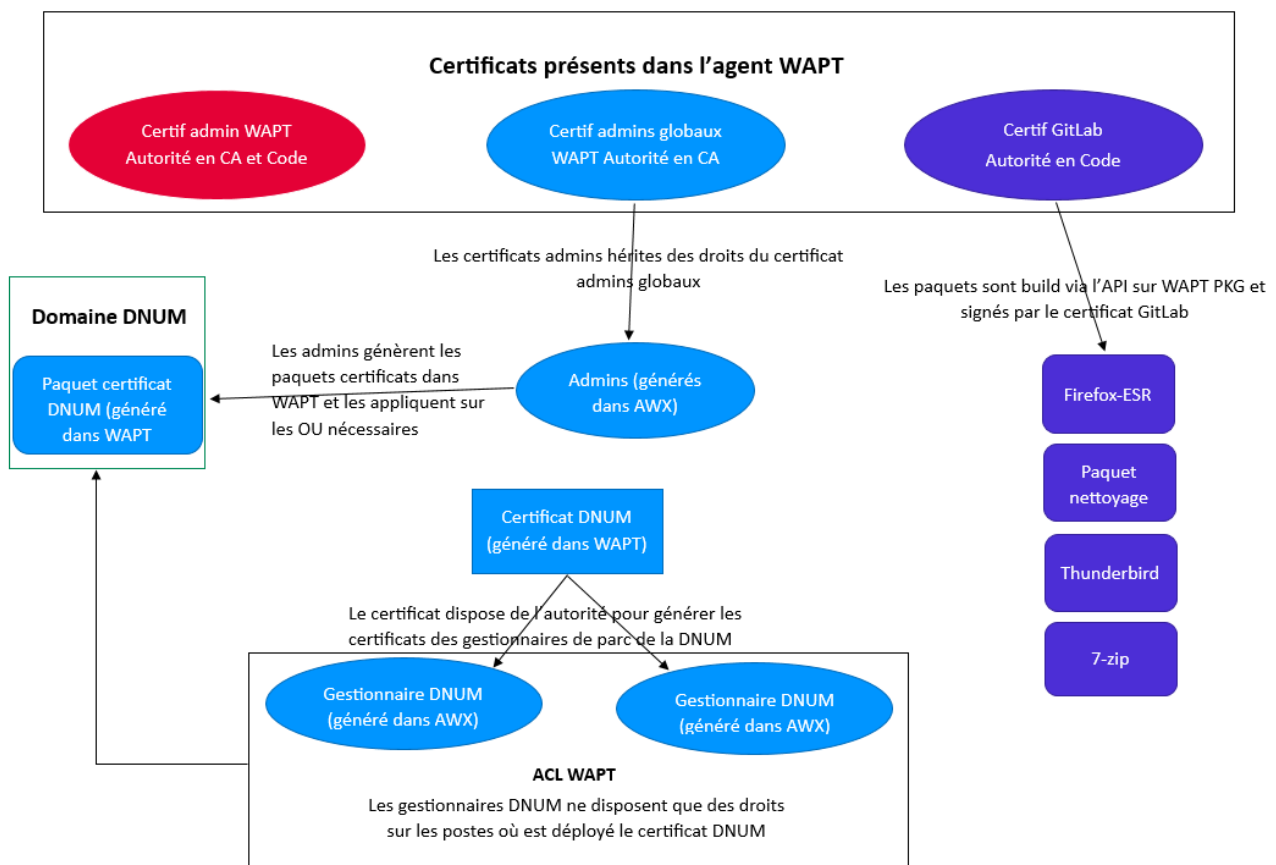 Certificats présents dans l'agent WAPT
Certif admin WAPT
Autorité en CA et Code
Certif admins globaux
WAPT Autorité en CA
Certif GitLab
Autorité en Code
Les certificats admins hérites des droits du certificat
admins globaux
Les paquets sont build via l'API sur WAPT PKG et
signés par le certificat GitLab
Domaine DNUM
Paquet certificat
DNUM (généré
dans WAPT
Les admins génèrent les
paquets certificats dans
WAPT et les appliquent sur
les OU nécessaires
Admins (générés
dans AWX)
Firefox-ESR
Paquet
nettoyage
Thunderbird
7-zip
Certificat DNUM
(généré dans WAPT)
Le certificat dispose de l'autorité pour générer les
certificats des gestionnaires de parc de la DNUM
Gestionnaire DNUM
(généré dans AWX)
Gestionnaire DNUM
(généré dans AWX)
ACL WAPT
Les gestionnaires DNUM ne disposent que des droits
sur les postes où est déployé le certificat DNUM